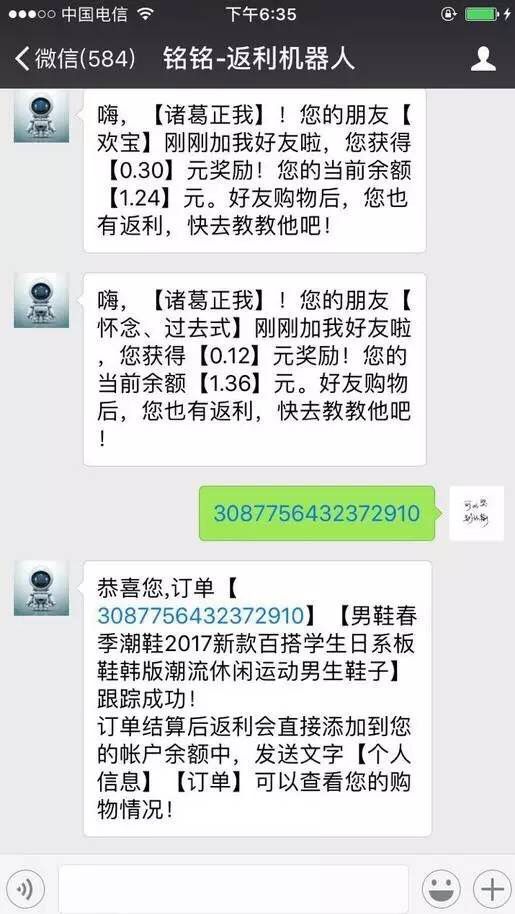 中国电信 下午6:35
微信(584) 铭铭-返利机器人
嗨，【诸葛正我】！您的朋友【
欢宝】刚刚加我好友啦，您获得
【0.30】元奖励！您的当前余额
【1.24】元。好友购物后，您也
有返利，快去教教他吧！
嗨，【诸葛正我】！您的朋友【
怀念、过去式】刚刚加我好友啦
，您获得【0.12】元奖励！您的
当前余额【1.36】元。好友购物
后，您也有返利，快去教教他吧
！
3087756432372910
恭喜您,订单【
3087756432372910】【男鞋春
季潮鞋2017新款百搭学生日系板
鞋韩版潮流休闲运动男生鞋子】
跟踪成功！
订单结算后返利会直接添加到您
的帐户余额中，发送文字【个人
信息】【订单】可以查看您的购
物情况！